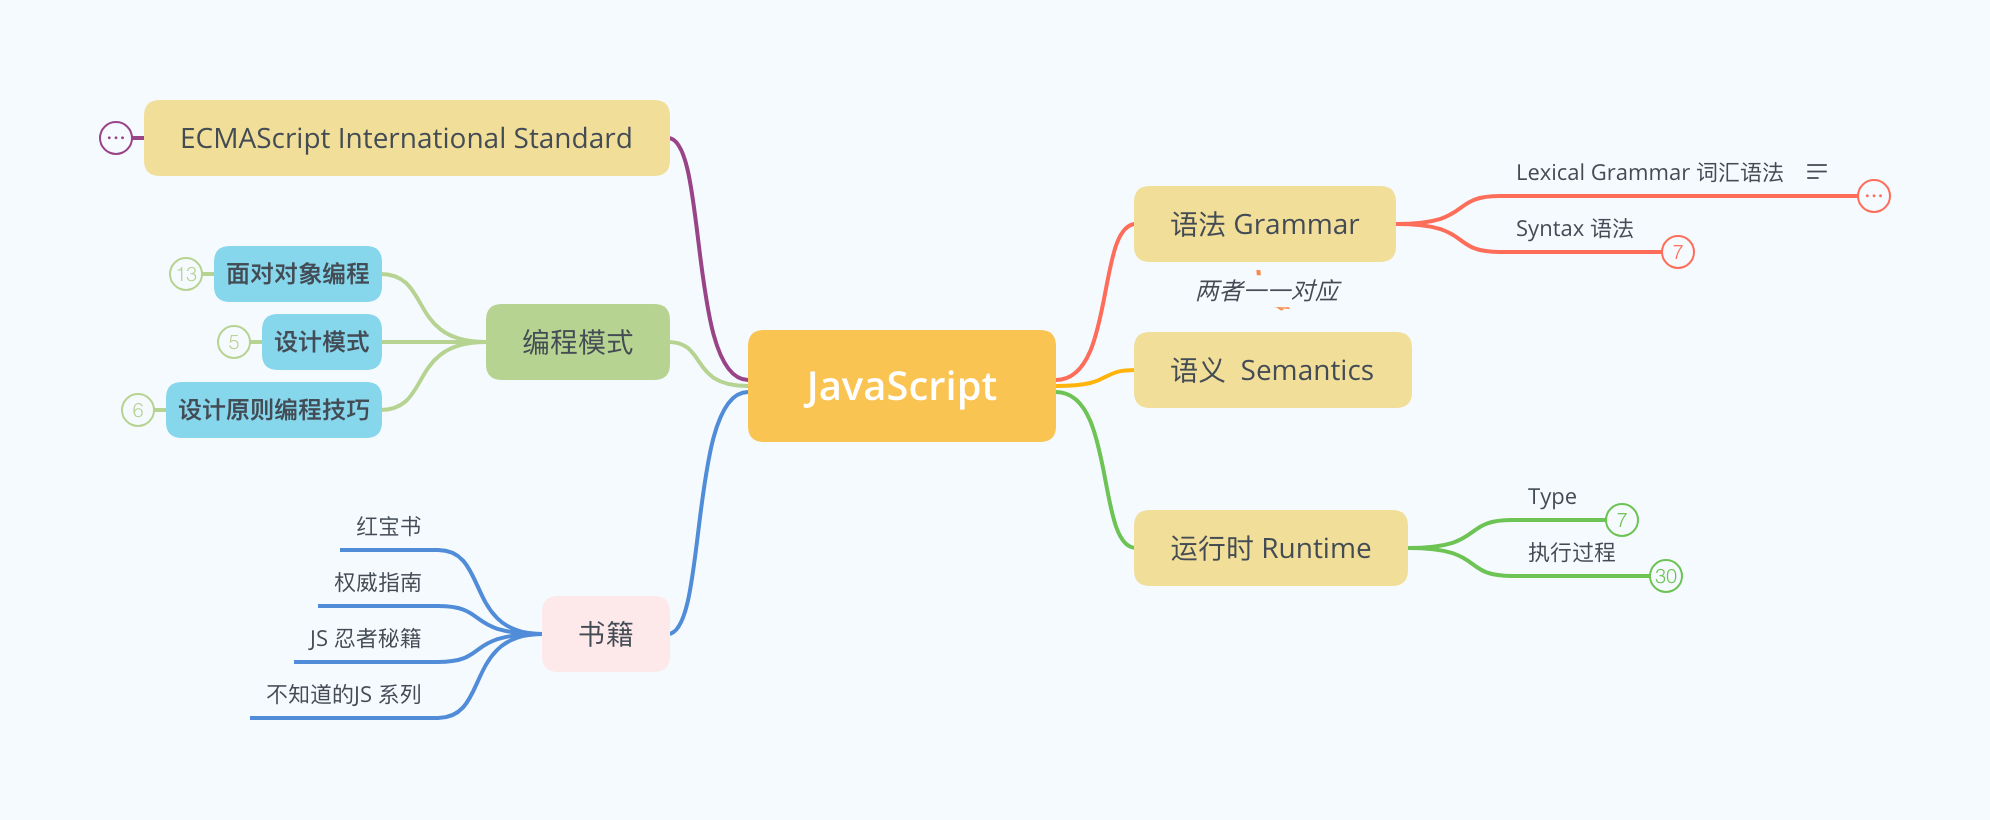 JavaScript
语法 Grammar
Lexical Grammar 词汇语法
...
Syntax 语法
7
两者一一对应
语义 Semantics
运行时 Runtime
Type
7
执行过程
30
ECMAScript International Standard
...
编程模式
面对对象编程
13
设计模式
5
设计原则编程技巧
6
书籍
红宝书
权威指南
JS 忍者秘籍
不知道的JS 系列